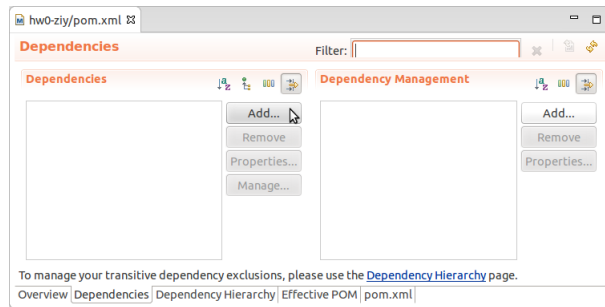 hw0-ziy/pom.xml
Dependencies
Filter:
Dependencies
Dependency Management
Add...
Remove
Properties...
Manage...
Add...
Remove
Properties...
To manage your transitive dependency exclusions, please use the Dependency Hierarchy page.
Overview Dependencies Dependency Hierarchy Effective POM pom.xml